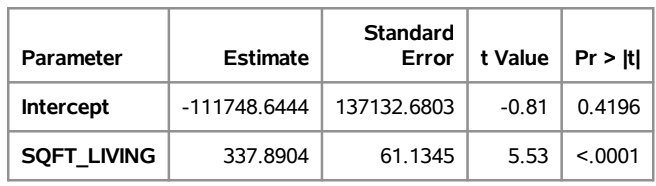 Parameter Estimate Standard Error t Value Pr > |t|
Intercept -111748.6444 137132.6803 -0.81 0.4196
SQFT_LIVING 337.8904 61.1345 5.53 <.0001